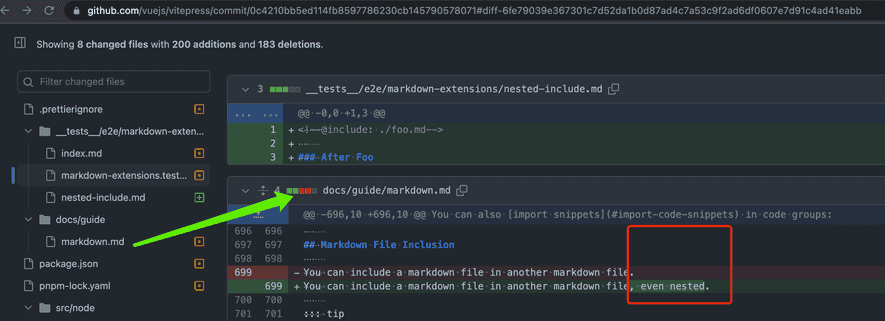 github.com/vuejs/vitepress/commit/0c4210bb5ed114fb8597786230cb145790578071#diff-6fe79039e367301c7d52da1b0d87ad4c7a53c9f2ad6df0607e7d91c4ad41eabb
Showing 8 changed files with 200 additions and 183 deletions.
Filter changed files
.prettierignore
__tests__/e2e/markdown-exten...
index.md
markdown-extensions.test...
nested-include.md
docs/guide
markdown.md
package.json
pnpm-lock.yaml
src/node
3 __tests__/e2e/markdown-extensions/nested-include.md
@@ -0,0 +1,3 @@
1 + <!--@include: ./foo.md-->
2 +
3 + ### After Foo
4 docs/guide/markdown.md
@@ -696,10 +696,10 @@ You can also [import snippets](#import-code-snippets) in code groups:
696 696
697 697 ## Markdown File Inclusion
698 698
699 - You can include a markdown file in another markdown file.
699 + You can include a markdown file in another markdown file, even nested.
700 700
701 701 ::: tip